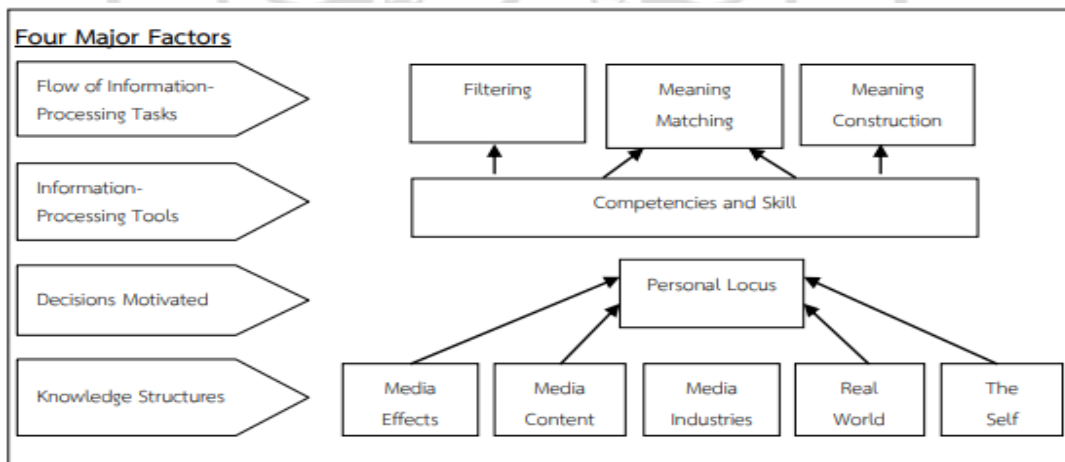 Four Major Factors
Flow of Information-
Processing Tasks
Filtering
Meaning
Matching
Meaning
Construction
Information-
Processing Tools
Competencies and Skill
Decisions Motivated
Personal Locus
Knowledge Structures
Media
Effects
Media
Content
Media
Industries
Real
World
The
Self